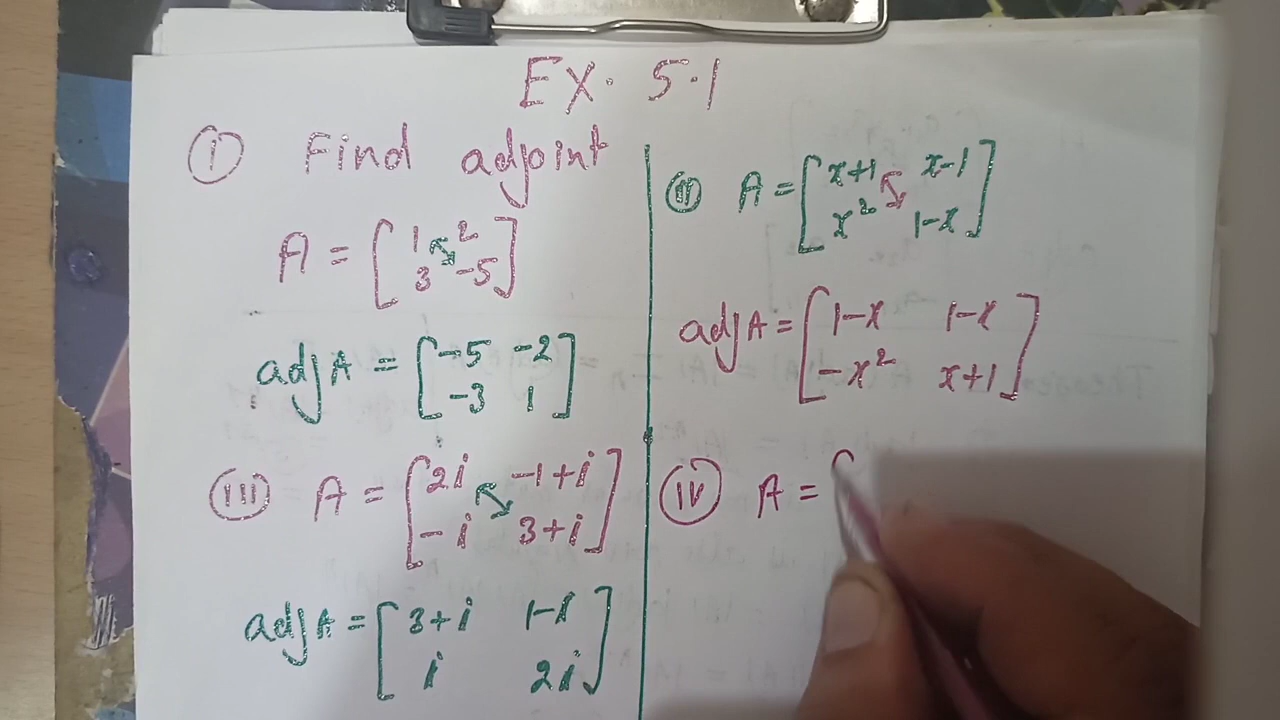 EX. 5.1
① Find adjoint
A = [ 1 2
3 -5 ]
adj A = [ -5 -2
-3 1 ]
(ii) A = [ x+1 x-1
x² 1-x ]
adj A = [ 1-x 1-x
-x² x+1 ]
(iii) A = [ 2i -1+i
-i 3+i ]
adj A = [ 3+i 1-i
i 2i ]
(iv) A = [